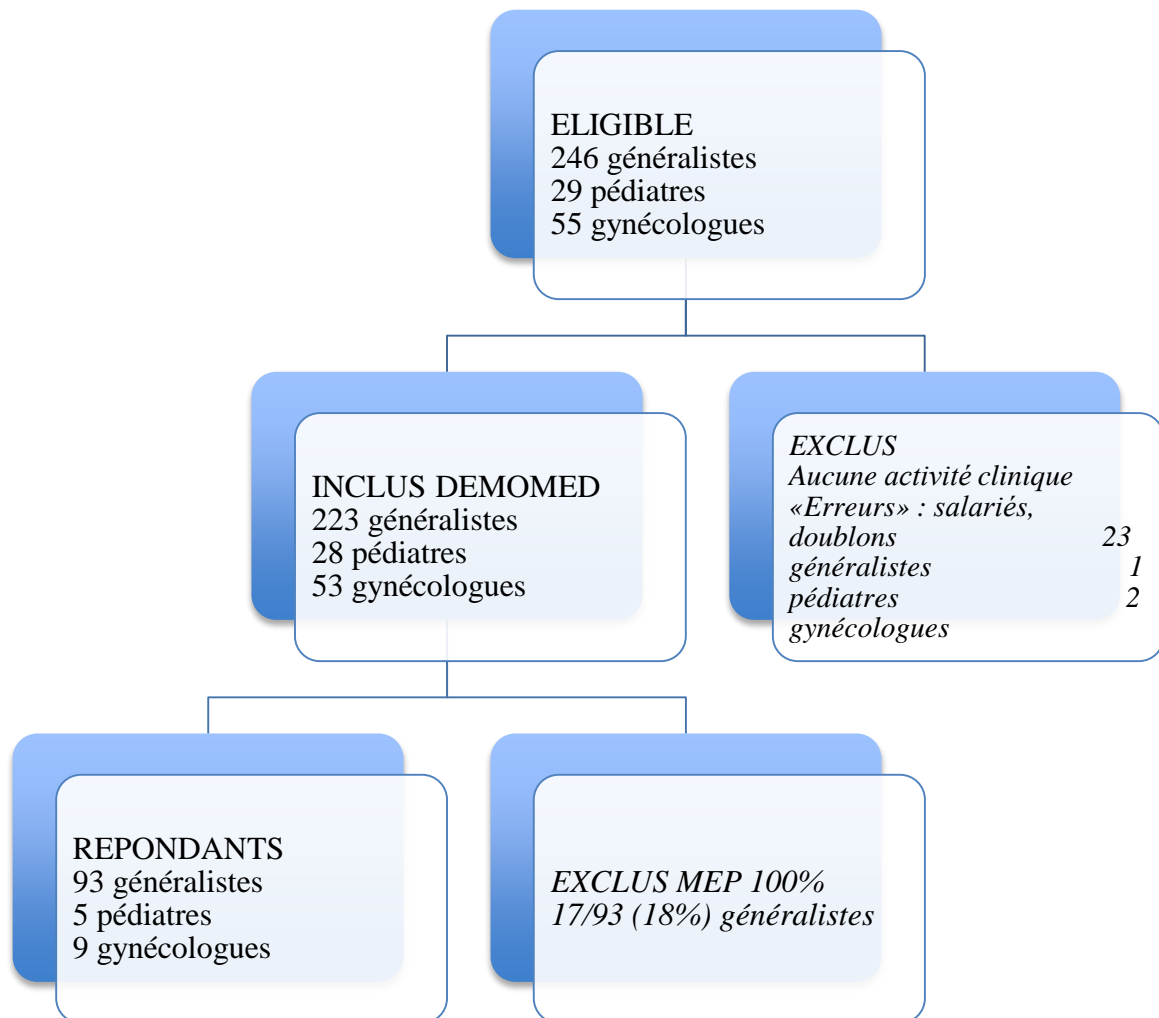 ELIGIBLE
246 généralistes
29 pédiatres
55 gynécologues
INCLUS DEMOMED
223 généralistes
28 pédiatres
53 gynécologues
EXCLUS
Aucune activité clinique
«Erreurs» : salariés,
doublons 23
généralistes 1
pédiatres 2
gynécologues
REPONDANTS
93 généralistes
5 pédiatres
9 gynécologues
EXCLUS MEP 100%
17/93 (18%) généralistes